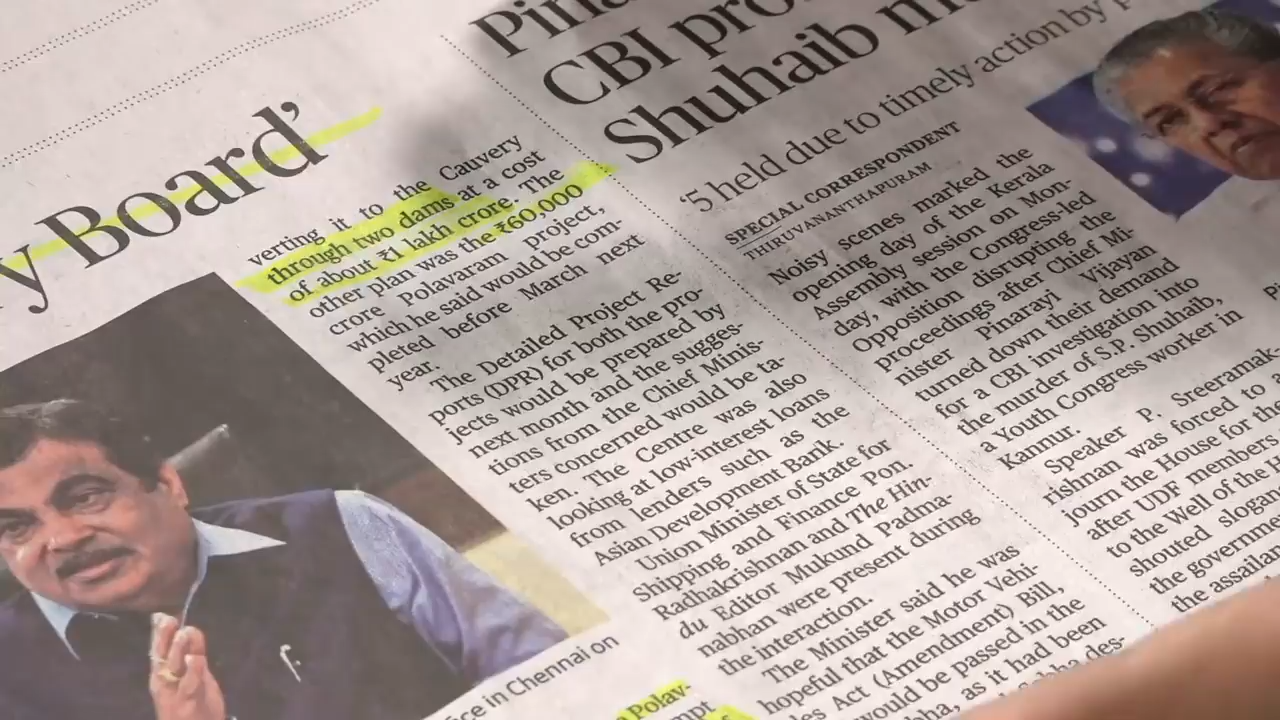 y Board’
verting it to the Cauvery
through two dams at a cost
of about ₹1 lakh crore. The
other plan was the ₹60,000
crore Polavaram project,
which he said would be com-
pleted before March next
year.
The Detailed Project Re-
ports (DPR) for both the pro-
jects would be prepared by
next month and the sugges-
tions from the Chief Minis-
ters concerned would be ta-
ken. The Centre was also
looking at low-interest loans
from lenders such as the
Asian Development Bank.
Union Minister of State for
Shipping and Finance Pon.
Radhakrishnan and The Hin-
du Editor Mukund Padma-
nabhan were present during
the interaction.
The Minister said he was
hopeful that the Motor Vehi-
les Act (Amendment) Bill,
would be passed in the
bha, as it had been
des-
ice in Chennai on
Polav-
mpt
CBI pro
Shuhaib m
‘5 held due to timely action by
SPECIAL CORRESPONDENT
THIRUVANANTHAPURAM
Noisy scenes marked the
opening day of the Kerala
Assembly session on Mon-
day, with the Congress-led
Opposition disrupting the
proceedings after Chief Mi-
nister Pinarayi Vijayan
turned down their demand
for a CBI investigation into
the murder of S.P. Shuhaib,
a Youth Congress worker in
Kannur.
Speaker P. Sreeramak-
rishnan was forced to
journ the House for the
after UDF members
to the Well of the H
shouted slogan
the governme
the assailan